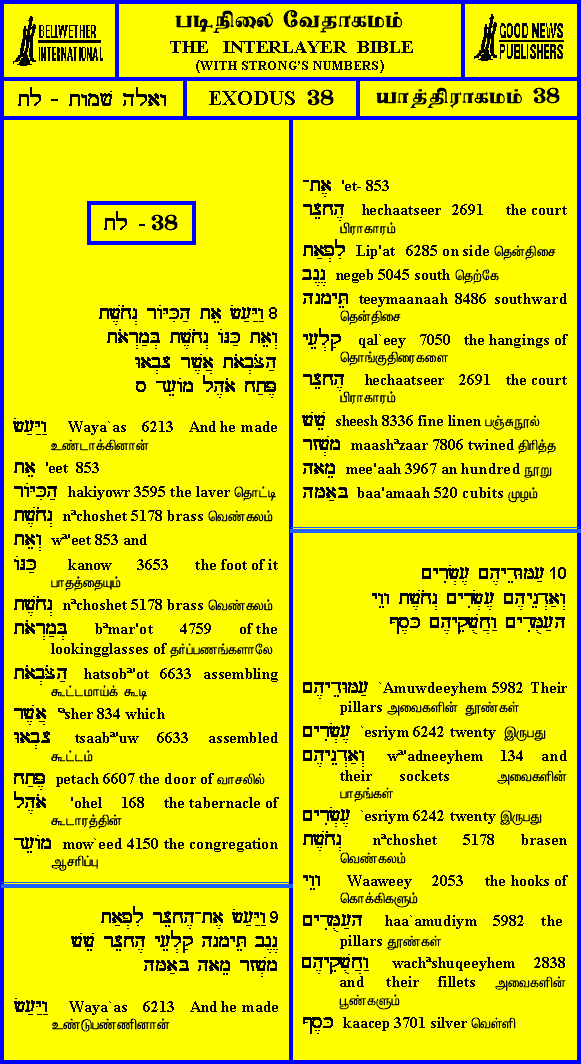 BELLWETHER
INTERNATIONAL
படிநிலை வேதாகமம்
THE INTERLAYER BIBLE
(WITH STRONG'S NUMBERS)
GOOD NEWS
PUBLISHERS
ואלה שמות - לח
EXODUS 38
யாத்திராகமம் 38
לח - 38
8 וַיַּעַשׂ אֵת הַכִּיּוֹר נְחֹשֶׁת
וְאֵת כַּנּוֹ נְחֹשֶׁת בְּמַרְאֹת
הַצֹּבְאֹת אֲשֶׁר צָבְאוּ
פֶּתַח אֹהֶל מוֹעֵד׃ ס
וַיַּעַשׂ Waya`as 6213 And he made
உண்டாக்கினான்
אֵת 'eet 853
הַכִּיּוֹר hakiyowr 3595 the laver தொட்டி
נְחֹשֶׁת nªchoshet 5178 brass வெண்கலம்
וְאֵת wª'eet 853 and
כַּנּוֹ kanow 3653 the foot of it
பாதத்தையும்
נְחֹשֶׁת nªchoshet 5178 brass வெண்கலம்
בְּמַרְאֹת bªmar'ot 4759 of the
lookingglasses of தர்ப்பணங்களாலே
הַצֹּבְאֹת hatsobª'ot 6633 assembling
கூட்டமாய்க் கூடி
אֲשֶׁר ªsher 834 which
צָבְאוּ tsaabª'uw 6633 assembled
கூட்டம்
פֶּתַח petach 6607 the door of வாசலில்
אֹהֶל 'ohel 168 the tabernacle of
கூடாரத்தின்
מוֹעֵד׃ mow`eed 4150 the congregation
ஆசரிப்பு
9 וַיַּעַשׂ אֶת־הֶחָצֵר לִפְאַת
נֶגֶב תֵּימָנָה קַלְעֵי הֶחָצֵר שֵׁשׁ
מָשְׁזָר מֵאָה בָּאַמָּה׃
וַיַּעַשׂ Waya`as 6213 And he made
உண்டுபண்ணினான்
אֶת־ 'et- 853
הֶחָצֵר hechaatseer 2691 the court
பிராகாரம்
לִפְאַת Lip'at 6285 on side தென்திசை
נֶגֶב negeb 5045 south தெற்கே
תֵּימָנָה teeymaanaah 8486 southward
தென்திசை
קַלְעֵי qal`eey 7050 the hangings of
தொங்குதிரைகளை
הֶחָצֵר hechaatseer 2691 the court
பிராகாரம்
שֵׁשׁ sheesh 8336 fine linen பஞ்சுநூல்
מָשְׁזָר maashªzaar 7806 twined திரித்த
מֵאָה mee'aah 3967 an hundred நூறு
בָּאַמָּה׃ baa'amaah 520 cubits முழம்
10 עַמּוּדֵיהֶם עֶשְׂרִים
וְאַדְנֵיהֶם עֶשְׂרִים נְחֹשֶׁת וָוֵי
הָעַמֻּדִים וַחֲשֻׁקֵיהֶם כָּסֶף׃
עַמּוּדֵיהֶם `Amuwdeeyhem 5982 Their
pillars அவைகளின் தூண்கள்
עֶשְׂרִים `esriym 6242 twenty இருபது
וְאַדְנֵיהֶם wª'adneeyhem 134 and
their sockets அவைகளின்
பாதங்கள்
עֶשְׂרִים `esriym 6242 twenty இருபது
נְחֹשֶׁת nªchoshet 5178 brasen
வெண்கலம்
וָוֵי Waaweey 2053 the hooks of
கொக்கிகளும்
הָעַמֻּדִים haa`amudiym 5982 the
pillars தூண்கள்
וַחֲשֻׁקֵיהֶם wachªshuqeeyhem 2838
and their fillets அவைகளின்
பூண்களும்
כָּסֶף׃ kaacep 3701 silver வெள்ளி